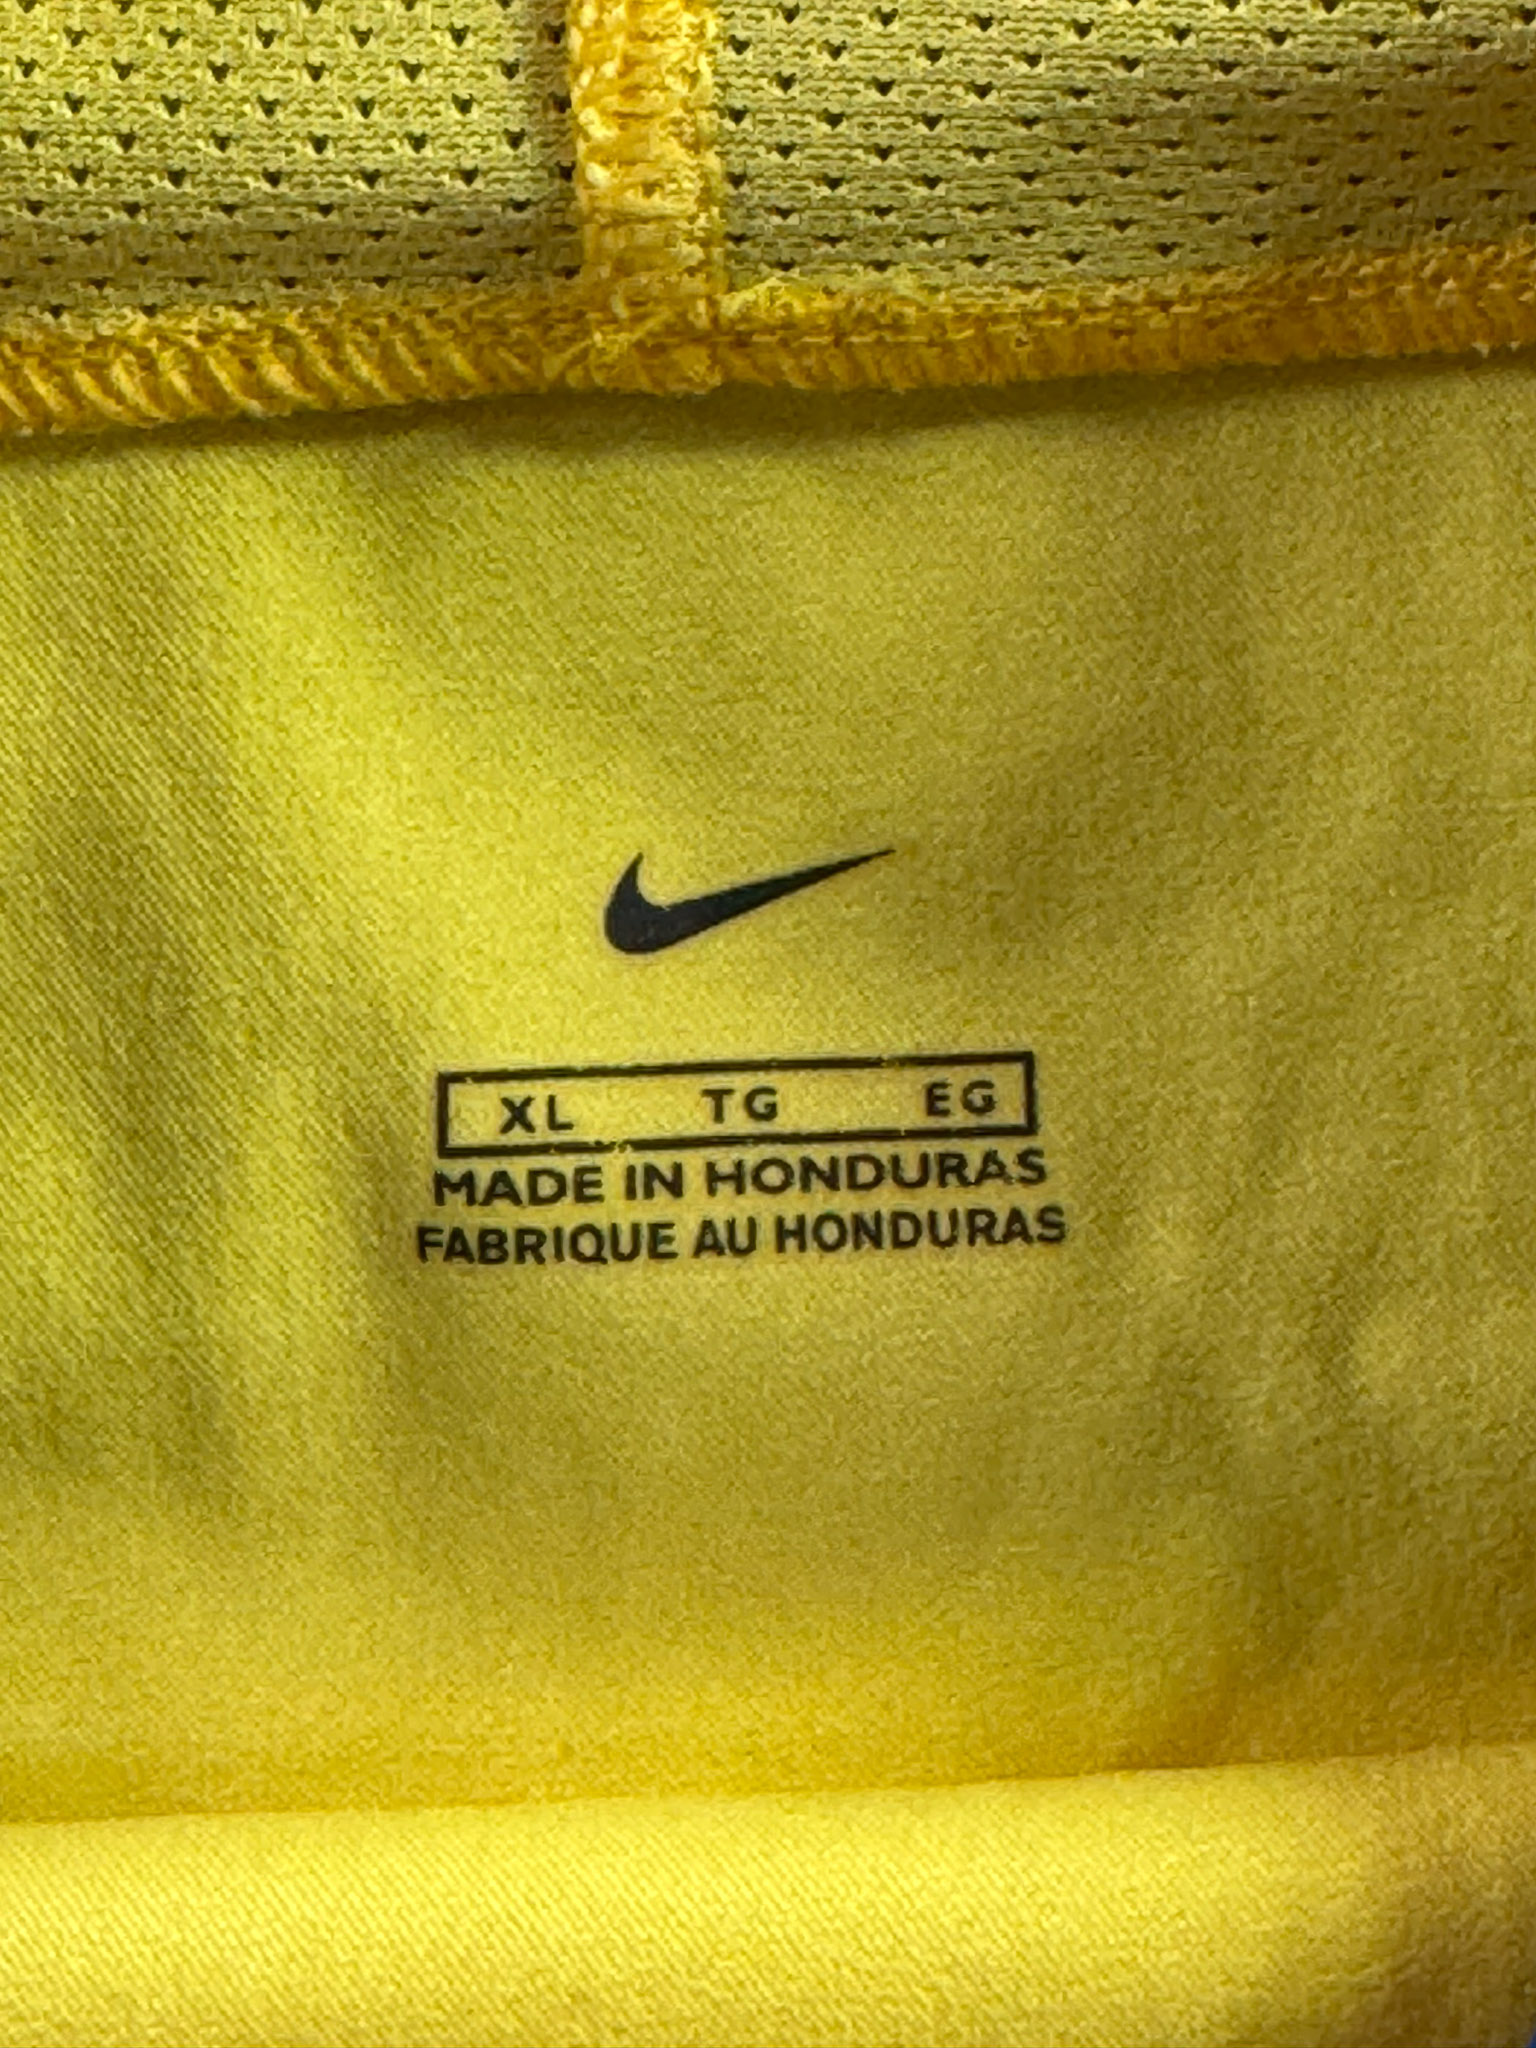 XL TG EG
MADE IN HONDURAS
FABRIQUE AU HONDURAS